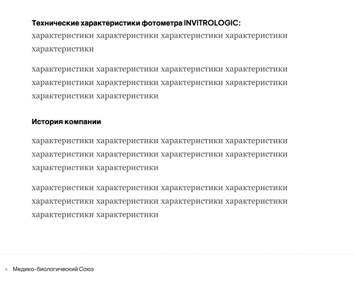 Технические характеристики фотометра INVITROLOGIC:
характеристики характеристики характеристики характеристики
характеристики
характеристики характеристики характеристики характеристики
характеристики характеристики характеристики характеристики
характеристики характеристики
История компании
характеристики характеристики характеристики характеристики
характеристики характеристики характеристики характеристики
характеристики характеристики
характеристики характеристики характеристики характеристики
характеристики характеристики характеристики характеристики
характеристики характеристики
Медико-биологический Союз